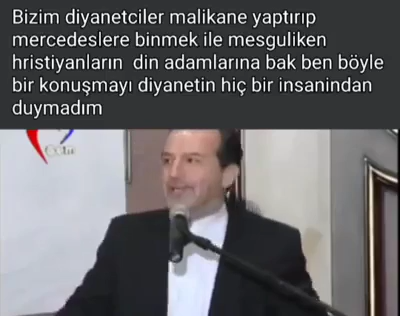 Bizim diyanetciler malikane yaptırıp
mercedeslere binmek ile mesguliken
hristiyanların din adamlarına bak ben böyle
bir konuşmayı diyanetin hiç bir insanindan
duymadım